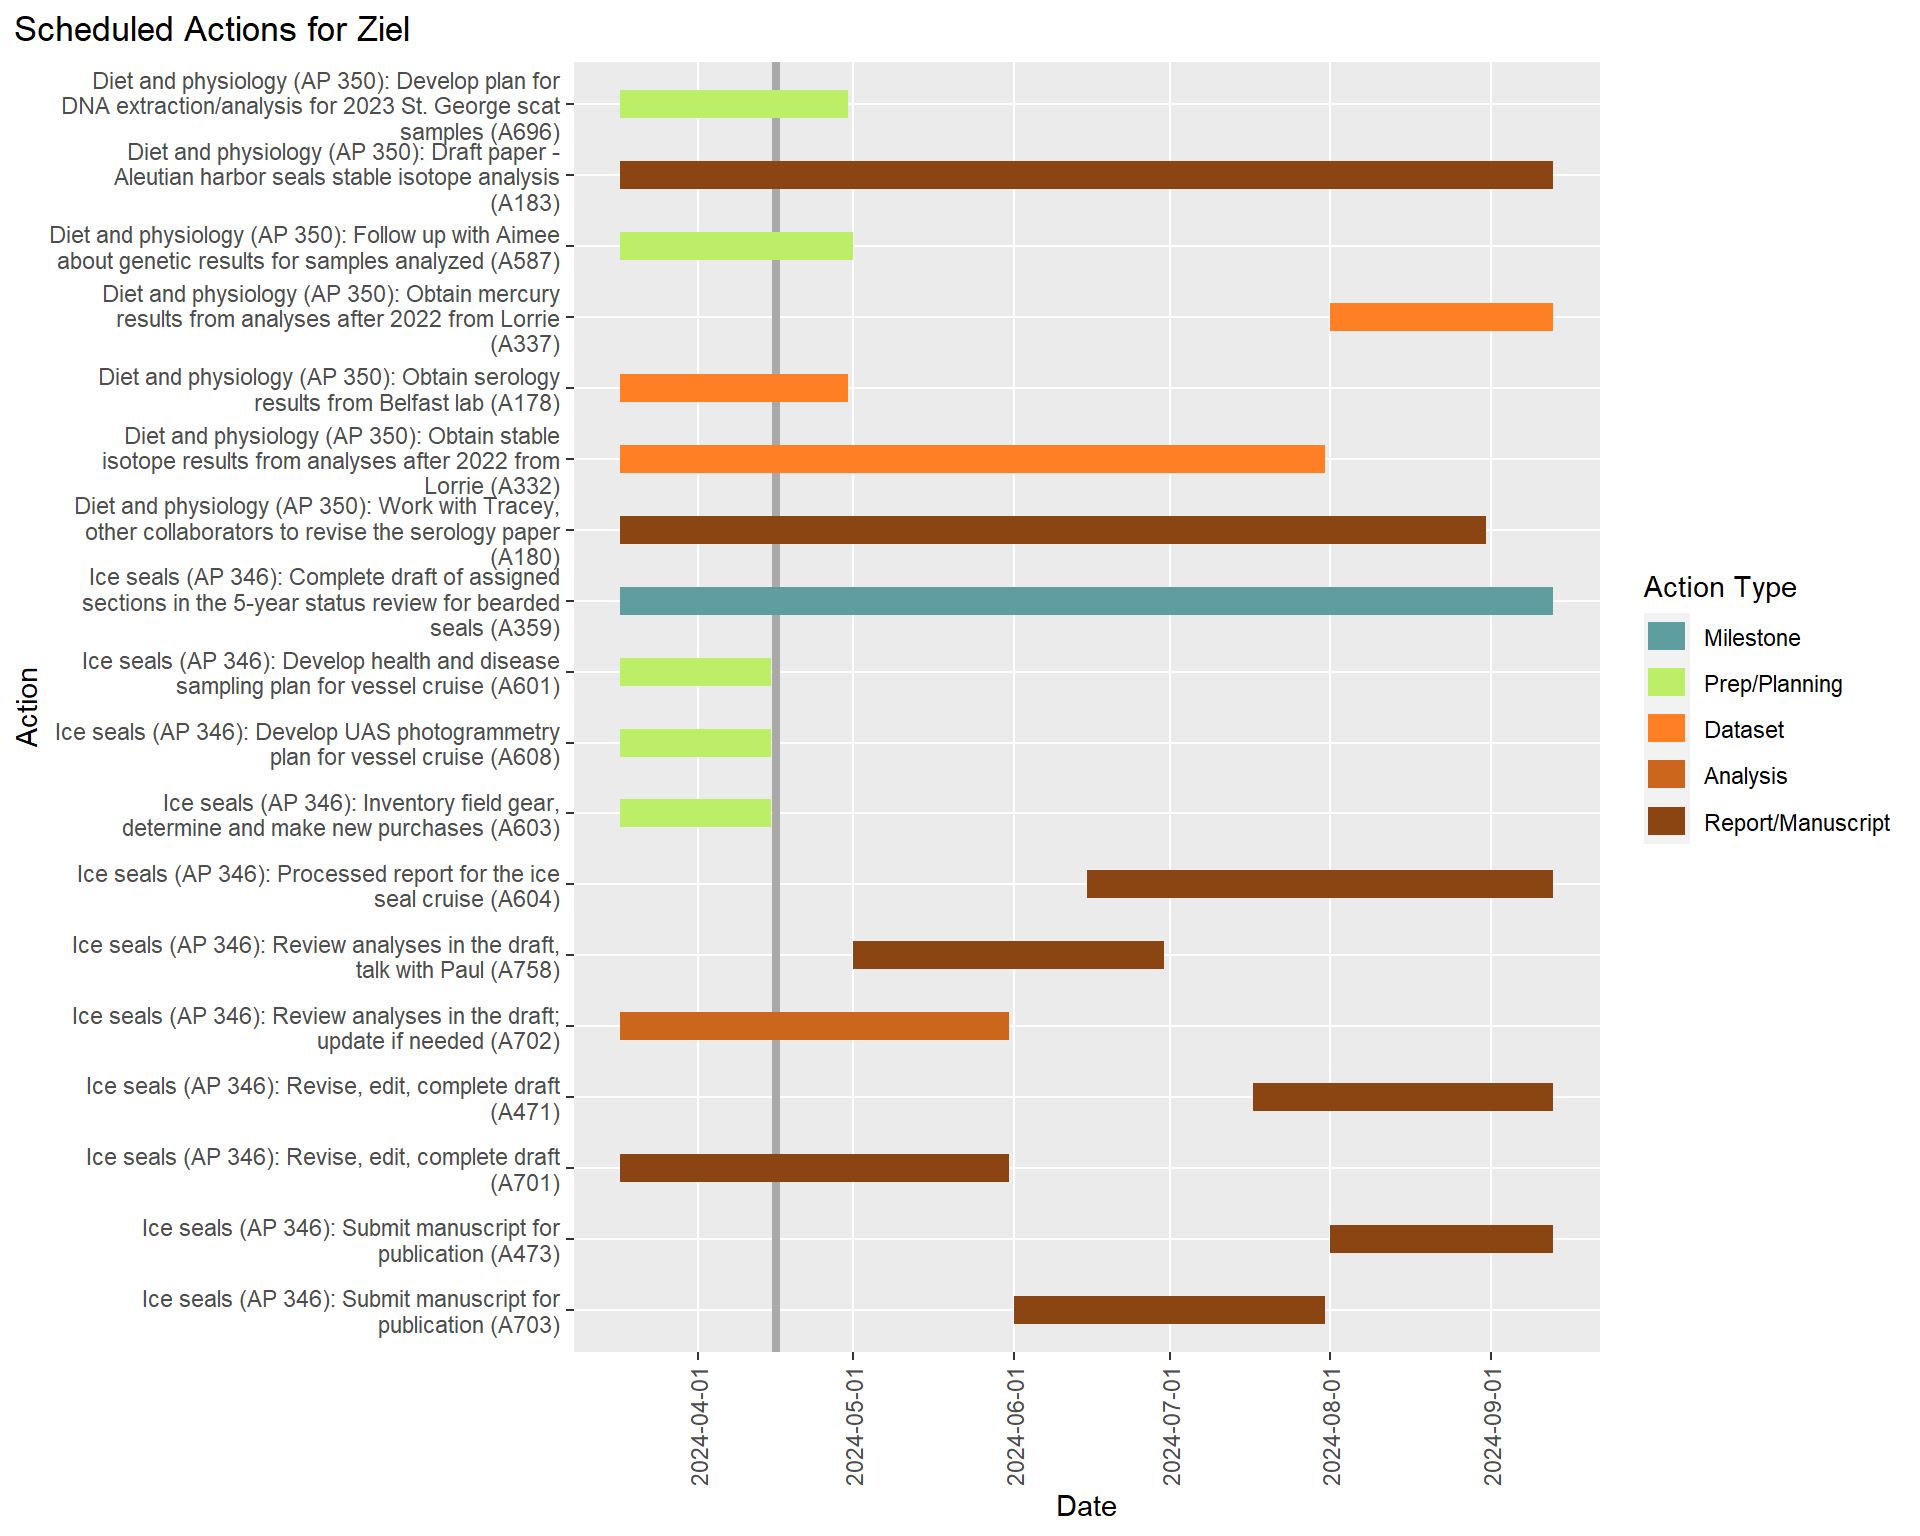 Scheduled Actions for Ziel
Diet and physiology (AP 350): Develop plan for
DNA extraction/analysis for 2023 St. George scat
samples (A696)
Diet and physiology (AP 350): Draft paper -
Aleutian harbor seals stable isotope analysis
(A183)
Diet and physiology (AP 350): Follow up with Aimee
about genetic results for samples analyzed (A587)
Diet and physiology (AP 350): Obtain mercury
results from analyses after 2022 from Lorrie
(A337)
Diet and physiology (AP 350): Obtain serology
results from Belfast lab (A178)
Diet and physiology (AP 350): Obtain stable
isotope results from analyses after 2022 from
Lorrie (A332)
Diet and physiology (AP 350): Work with Tracey,
other collaborators to revise the serology paper
(A180)
Ice seals (AP 346): Complete draft of assigned
sections in the 5-year status review for bearded
seals (A359)
Ice seals (AP 346): Develop health and disease
sampling plan for vessel cruise (A601)
Ice seals (AP 346): Develop UAS photogrammetry
plan for vessel cruise (A608)
Ice seals (AP 346): Inventory field gear,
determine and make new purchases (A603)
Ice seals (AP 346): Processed report for the ice
seal cruise (A604)
Ice seals (AP 346): Review analyses in the draft,
talk with Paul (A758)
Ice seals (AP 346): Review analyses in the draft;
update if needed (A702)
Ice seals (AP 346): Revise, edit, complete draft
(A471)
Ice seals (AP 346): Revise, edit, complete draft
(A701)
Ice seals (AP 346): Submit manuscript for
publication (A473)
Ice seals (AP 346): Submit manuscript for
publication (A703)
Action
2024-04-01
2024-05-01
2024-06-01
2024-07-01
2024-08-01
2024-09-01
Date
Action Type
Milestone
Prep/Planning
Dataset
Analysis
Report/Manuscript